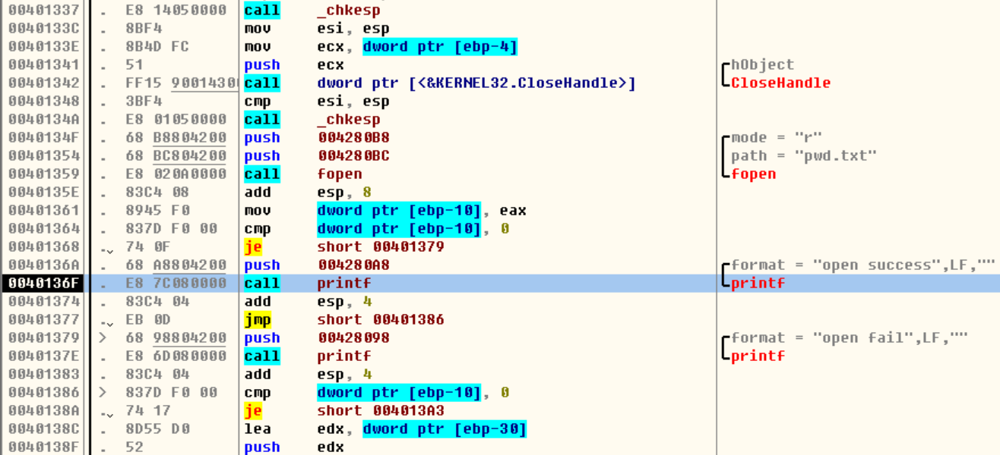 00401337 . E8 14050000 call _chkesp
0040133C . 8BF4 mov esi, esp
0040133E . 8B4D FC mov ecx, dword ptr [ebp-4]
00401341 . 51 push ecx hObject
00401342 . FF15 90014300 call dword ptr [<&KERNEL32.CloseHandle>] CloseHandle
00401348 . 3BF4 cmp esi, esp
0040134A . E8 01050000 call _chkesp
0040134F . 68 B8804200 push 004280B8 mode = "r"
00401354 . 68 BC804200 push 004280BC path = "pwd.txt"
00401359 . E8 020A0000 call fopen fopen
0040135E . 83C4 08 add esp, 8
00401361 . 8945 F0 mov dword ptr [ebp-10], eax
00401364 . 837D F0 00 cmp dword ptr [ebp-10], 0
00401368 . 74 0F je short 00401379
0040136A . 68 A8804200 push 004280A8 format = "open success",LF,""
0040136F . E8 7C080000 call printf printf
00401374 . 83C4 04 add esp, 4
00401377 . EB 0D jmp short 00401386
00401379 > 68 98804200 push 00428098 format = "open fail",LF,""
0040137E . E8 6D080000 call printf printf
00401383 . 83C4 04 add esp, 4
00401386 > 837D F0 00 cmp dword ptr [ebp-10], 0
0040138A . 74 17 je short 004013A3
0040138C . 8D55 D0 lea edx, dword ptr [ebp-30]
0040138F . 52 push edx